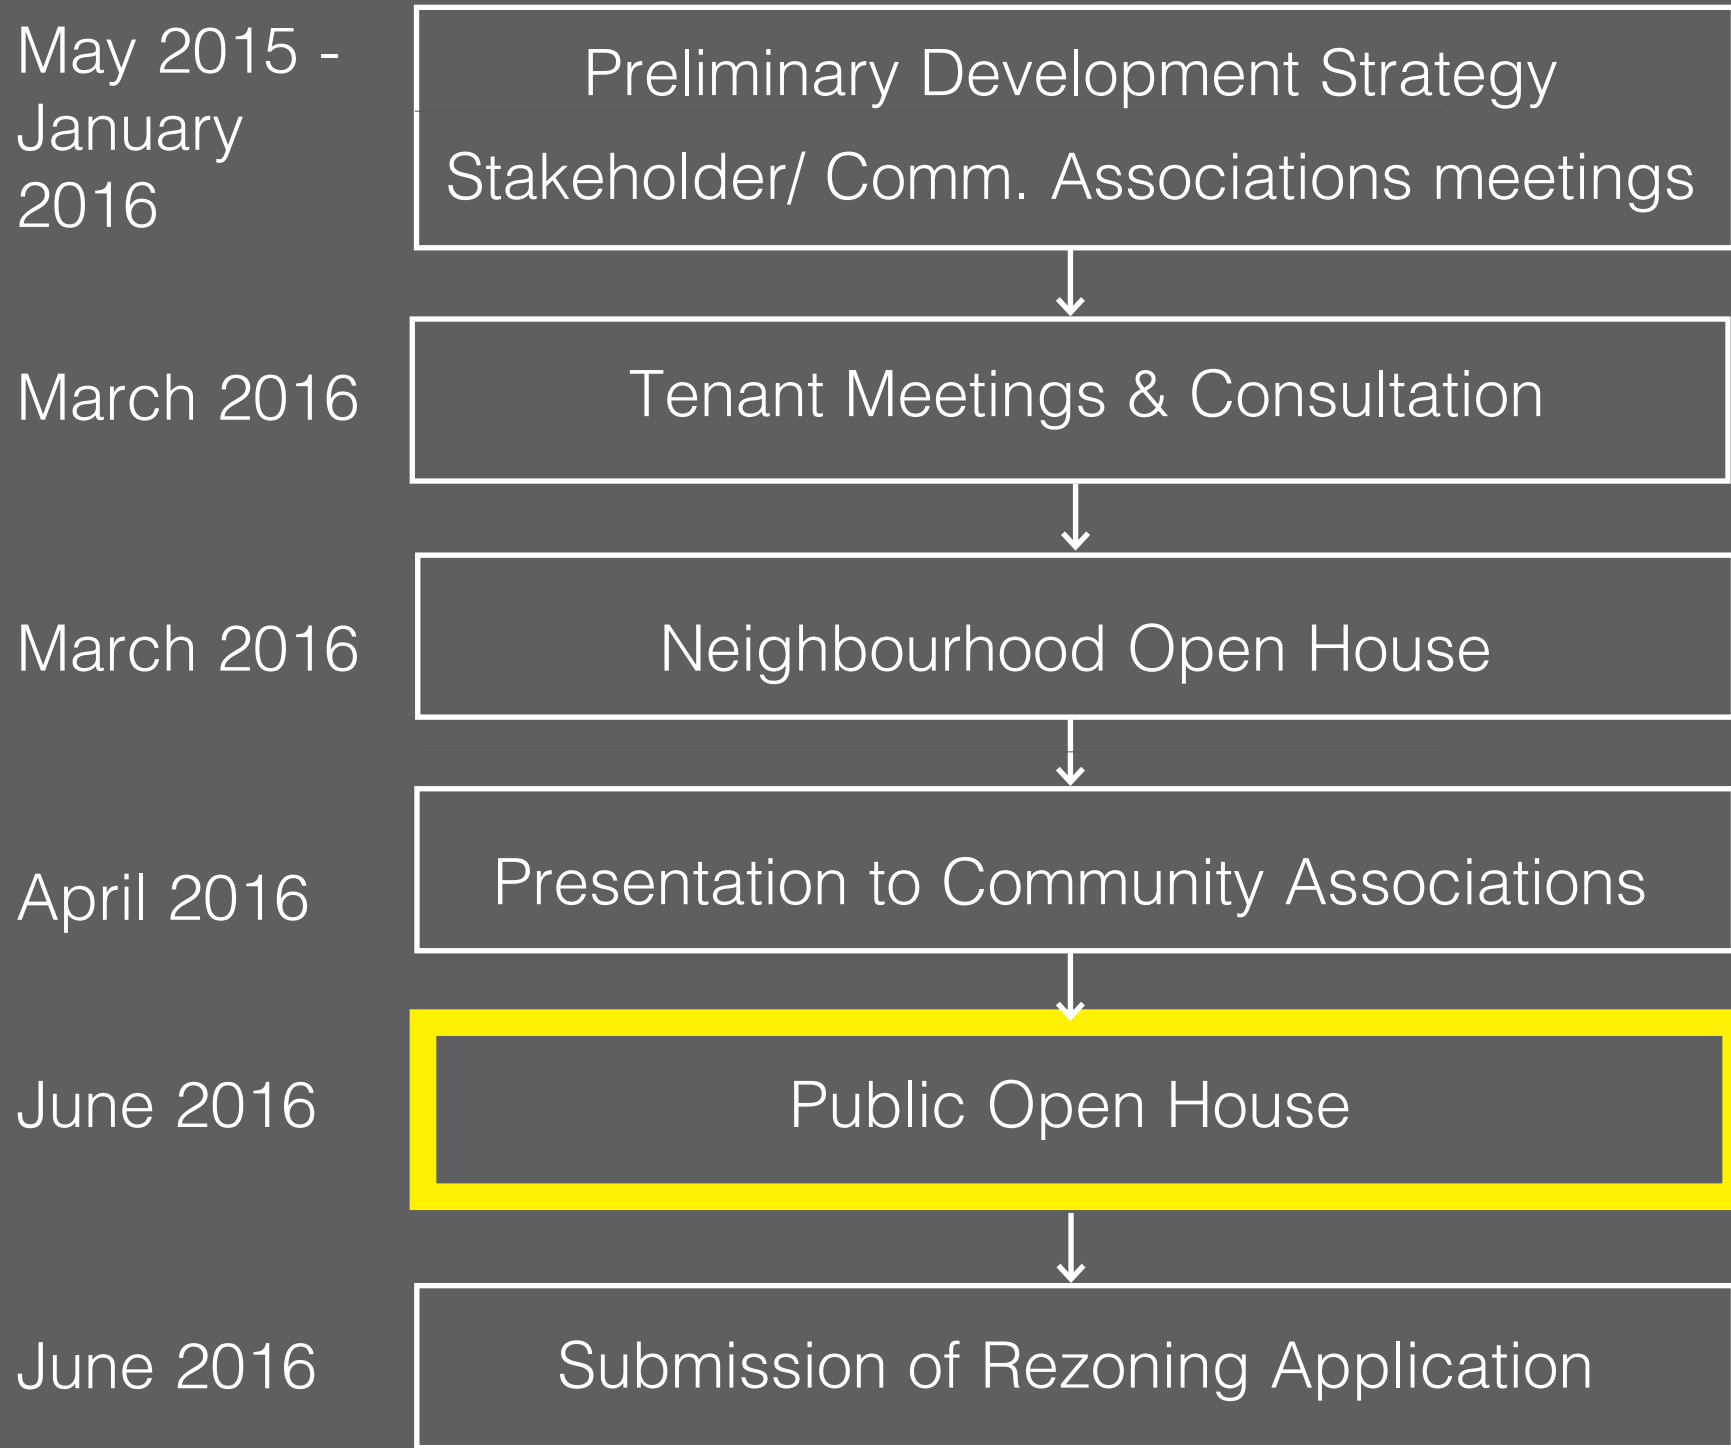 May 2015 -
January
2016
Preliminary Development Strategy
Stakeholder/ Comm. Associations meetings
March 2016
Tenant Meetings & Consultation
March 2016
Neighbourhood Open House
April 2016
Presentation to Community Associations
June 2016
Public Open House
June 2016
Submission of Rezoning Application